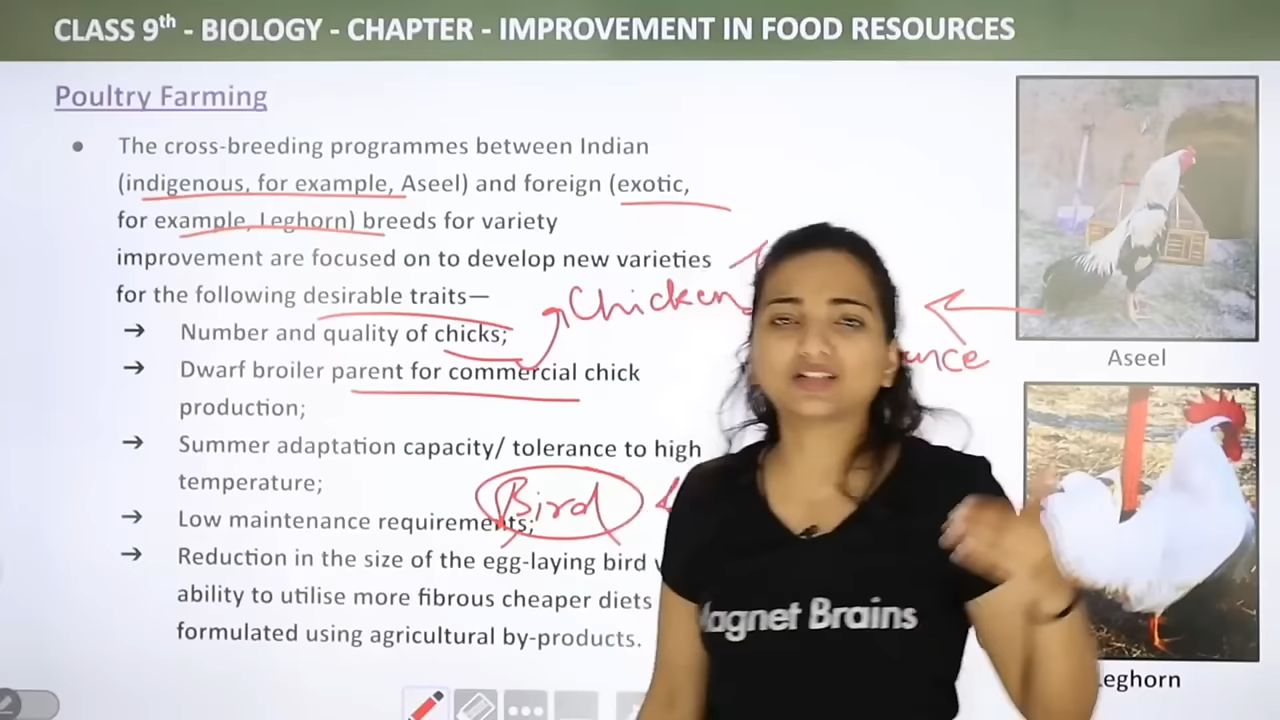 CLASS 9th - BIOLOGY - CHAPTER - IMPROVEMENT IN FOOD RESOURCES
Poultry Farming
● The cross-breeding programmes between Indian
(indigenous, for example, Aseel) and foreign (exotic,
for example, Leghorn) breeds for variety
improvement are focused on to develop new varieties
for the following desirable traits—
Chicken
➔ Number and quality of chicks;
➔ Dwarf broiler parent for commercial chick
production;
➔ Summer adaptation capacity/ tolerance to high
temperature;
Bird
➔ Low maintenance requirements;
➔ Reduction in the size of the egg-laying bird
ability to utilise more fibrous cheaper diets
formulated using agricultural by-products.
Aseel
eghorn
agnet Brains